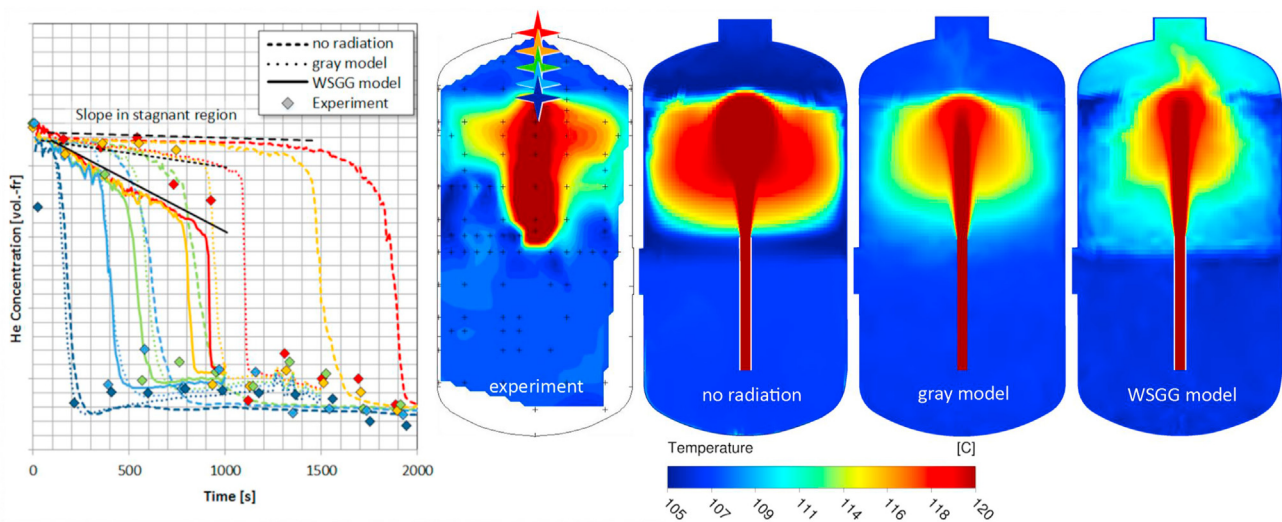 no radiation
gray model
WSGG model
Experiment
Slope in stagnant region
He Concentration [vol.-fr]
0 500 1000 1500 2000
Time [s]
experiment
no radiation
gray model
WSGG model
Temperature [C]
105 107 109 111 114 116 118 120